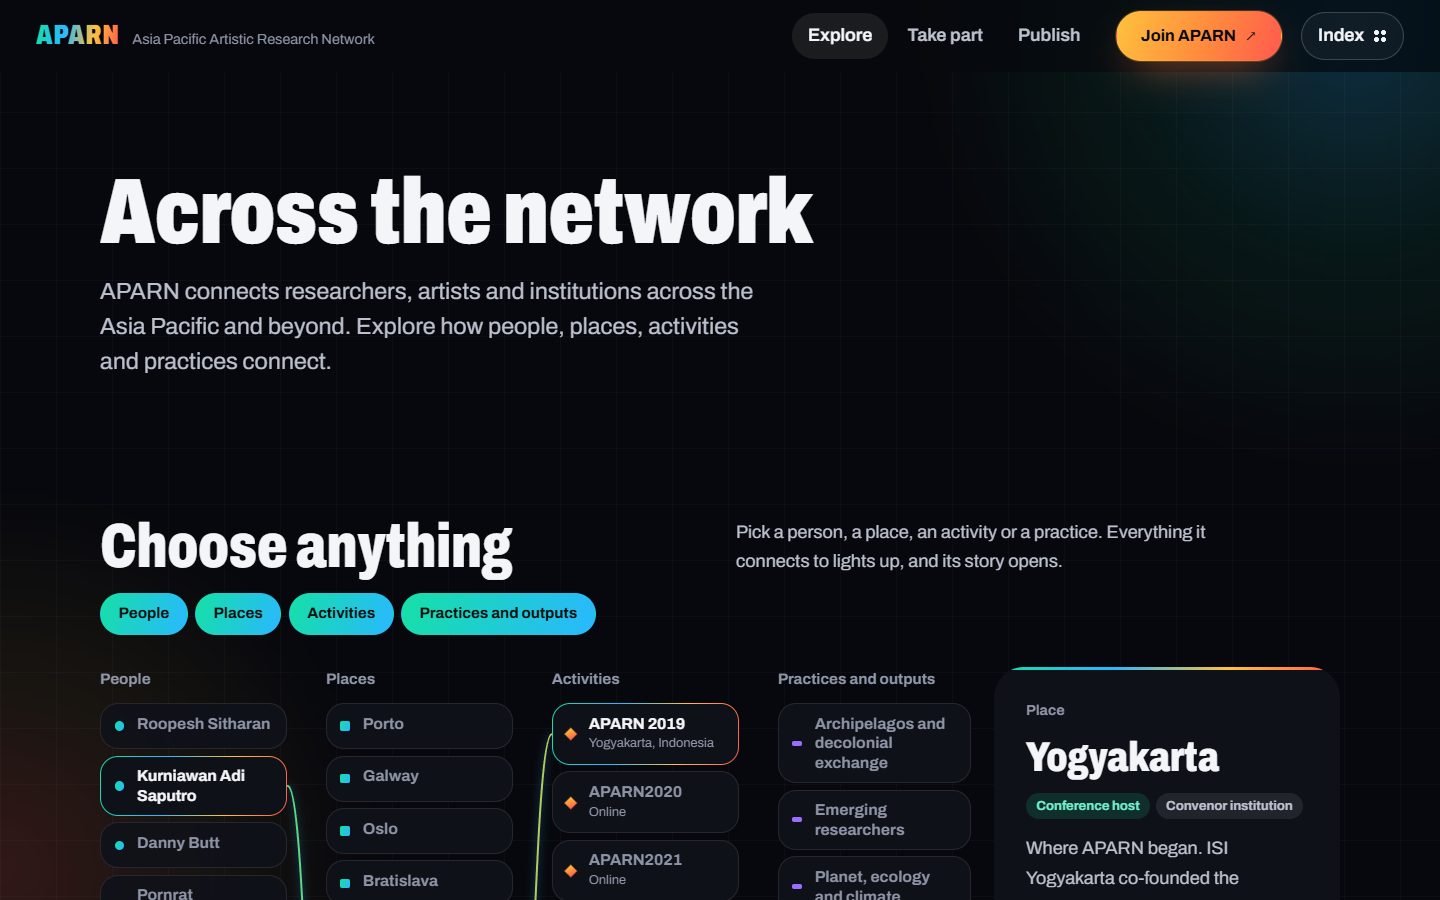 APARN
Asia Pacific Artistic Research Network
Explore
Take part
Publish
Join APARN ↗
Index
Across the network
APARN connects researchers, artists and institutions across the
Asia Pacific and beyond. Explore how people, places, activities
and practices connect.
Choose anything
Pick a person, a place, an activity or a practice. Everything it
connects to lights up, and its story opens.
People
Places
Activities
Practices and outputs
People
Roopesh Sitharan
Kurniawan Adi
Saputro
Danny Butt
Pornrat
Places
Porto
Galway
Oslo
Bratislava
Activities
APARN 2019
Yogyakarta, Indonesia
APARN2020
Online
APARN2021
Online
Practices and outputs
Archipelagos and
decolonial
exchange
Emerging
researchers
Planet, ecology
and climate
Place
Yogyakarta
Conference host
Convenor institution
Where APARN began. ISI
Yogyakarta co-founded the